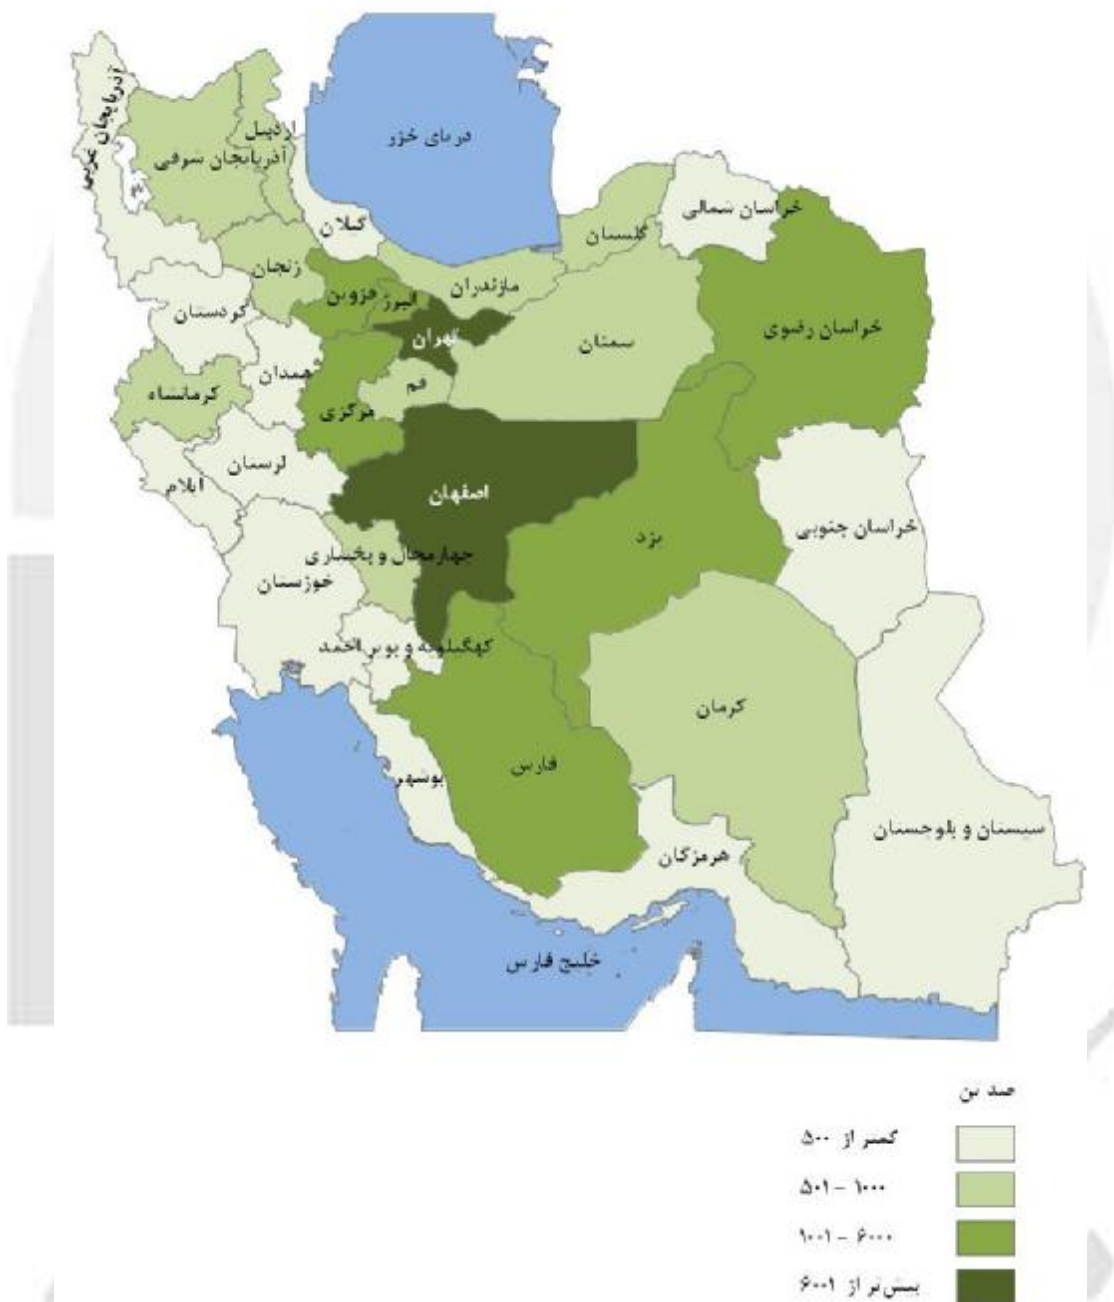 دریای خزر
آذربایجان غربی
اردبیل
آذربایجان شرقی
گیلان
خراسان شمالی
گلستان
زنجان
مازندران
قزوین
البرز
تهران
سمنان
خراسان رضوی
کردستان
همدان
قم
کرمانشاه
مرکزی
لرستان
ایلام
اصفهان
یزد
خراسان جنوبی
چهارمحال و بختیاری
خوزستان
کهگیلویه و بویر احمد
کرمان
فارس
بوشهر
سیستان و بلوچستان
هرمزگان
خلیج فارس
صد تن
کمتر از ۵۰۰
۵۰۱ - ۱۰۰۰
۱۰۰۱ - ۶۰۰۰
بیش‌تر از ۶۰۰۱